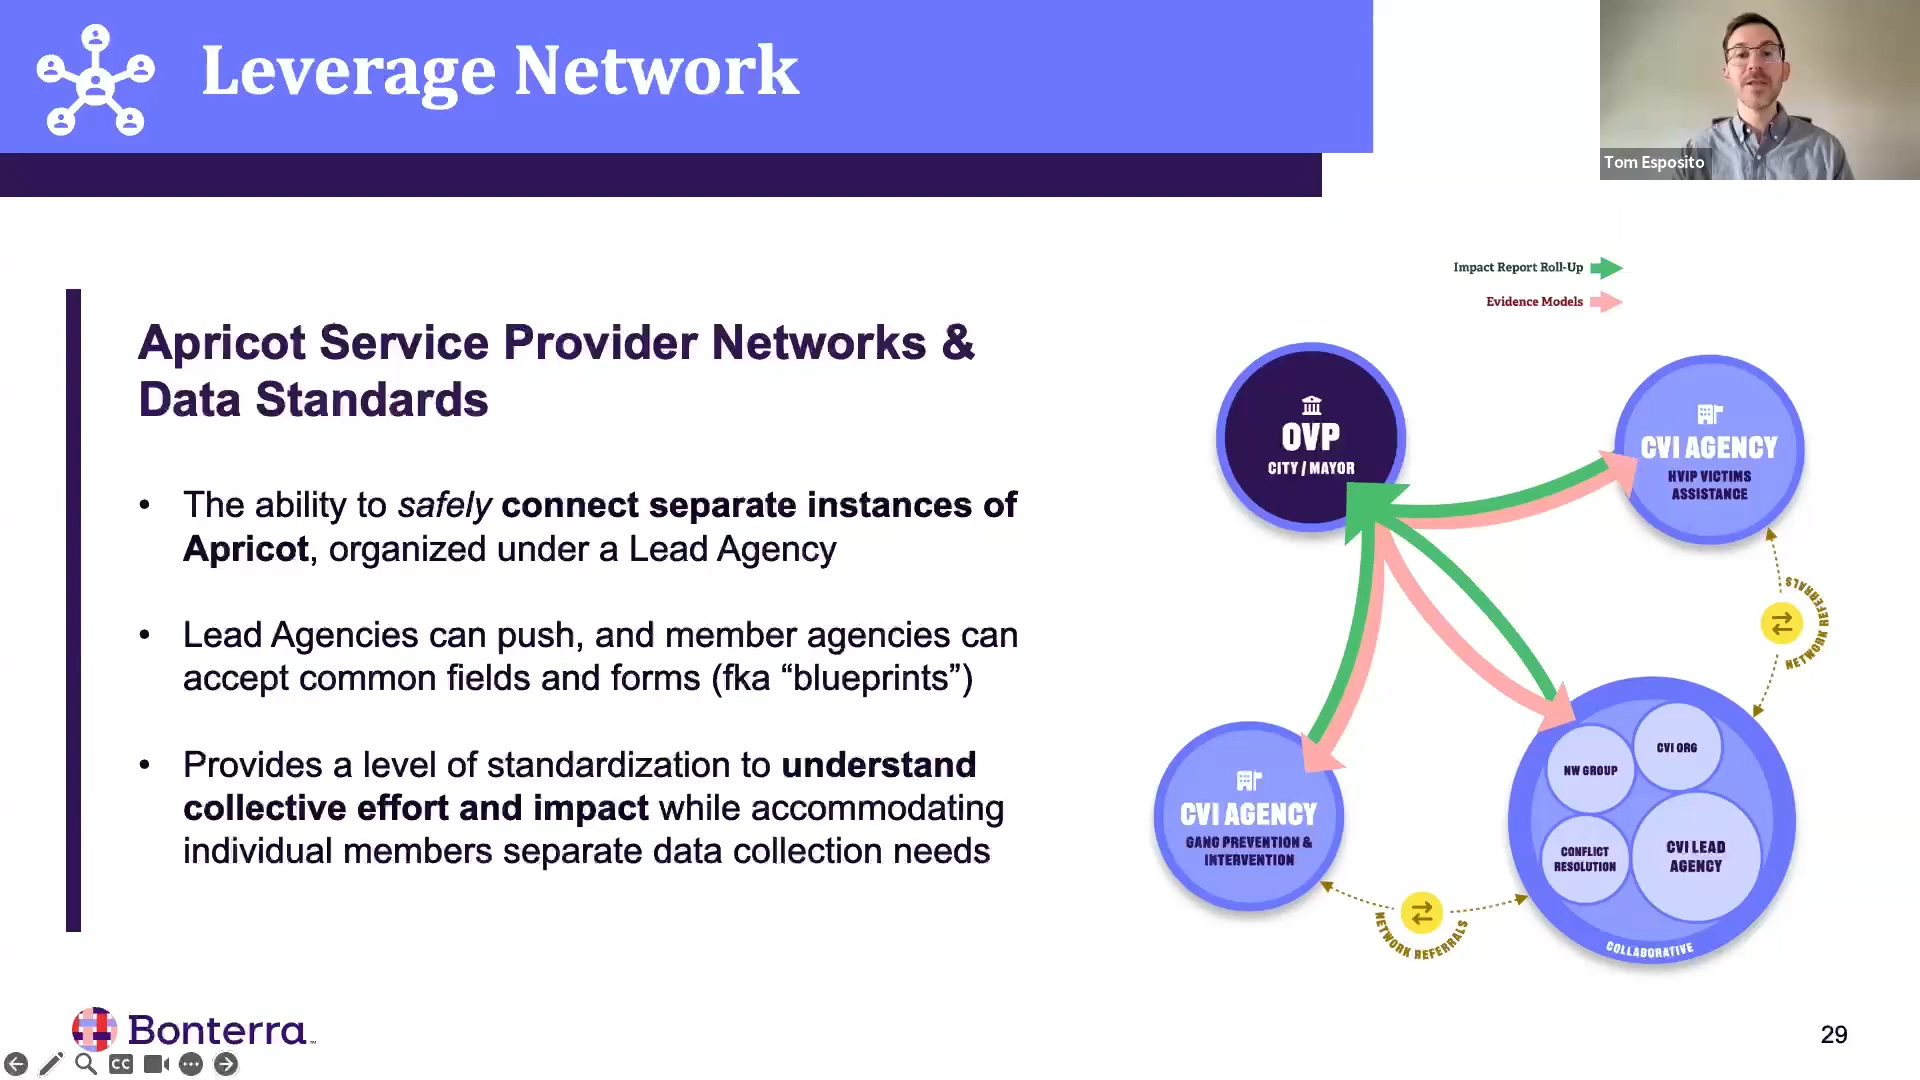 Leverage Network
Tom Esposito
Impact Report Roll-Up
Evidence Models
Apricot Service Provider Networks &
Data Standards
• The ability to safely connect separate instances of
Apricot, organized under a Lead Agency
• Lead Agencies can push, and member agencies can
accept common fields and forms (fka “blueprints”)
• Provides a level of standardization to understand
collective effort and impact while accommodating
individual members separate data collection needs
OVP
CITY / MAYOR
CVI AGENCY
HVIP VICTIMS
ASSISTANCE
NETWORK REFERRALS
CVI AGENCY
GANG PREVENTION &
INTERVENTION
NETWORK REFERRALS
NW GROUP
CVI ORG
CONFLICT
RESOLUTION
CVI LEAD
AGENCY
COLLABORATIVE
Bonterra™
CC
29